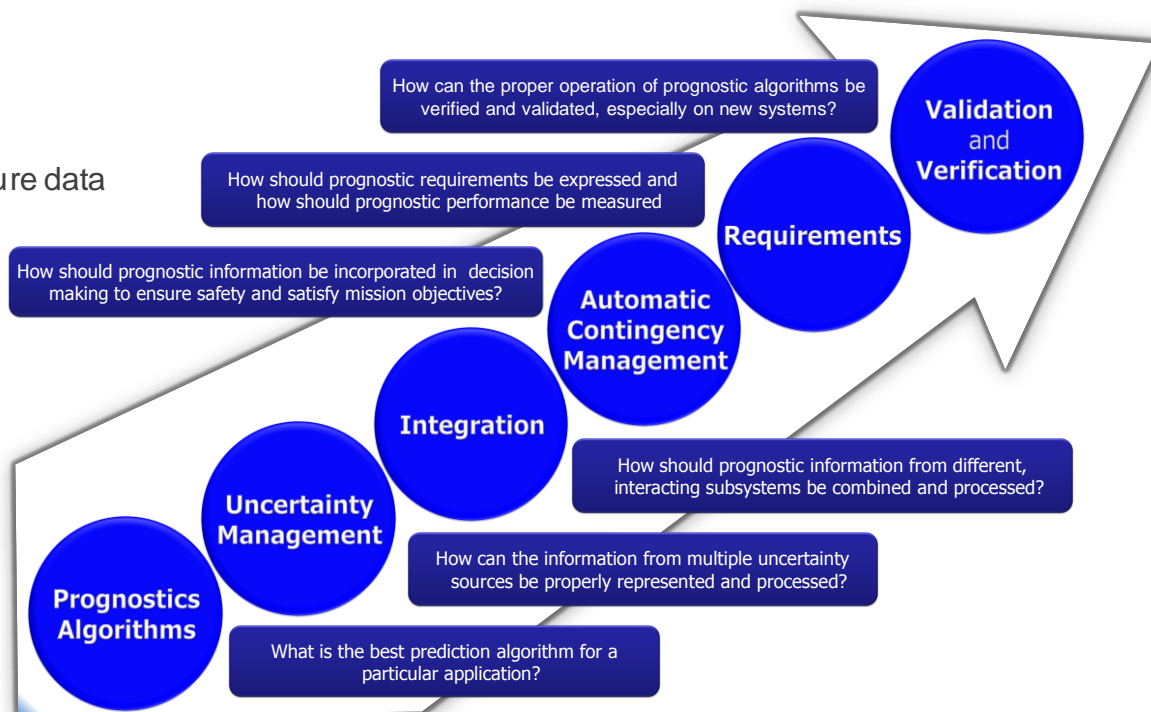 How can the proper operation of prognostic algorithms be
verified and validated, especially on new systems?
Validation
and
Verification
ure data
How should prognostic requirements be expressed and
how should prognostic performance be measured
Requirements
How should prognostic information be incorporated in decision
making to ensure safety and satisfy mission objectives?
Automatic
Contingency
Management
Integration
How should prognostic information from different,
interacting subsystems be combined and processed?
Uncertainty
Management
How can the information from multiple uncertainty
sources be properly represented and processed?
Prognostics
Algorithms
What is the best prediction algorithm for a
particular application?